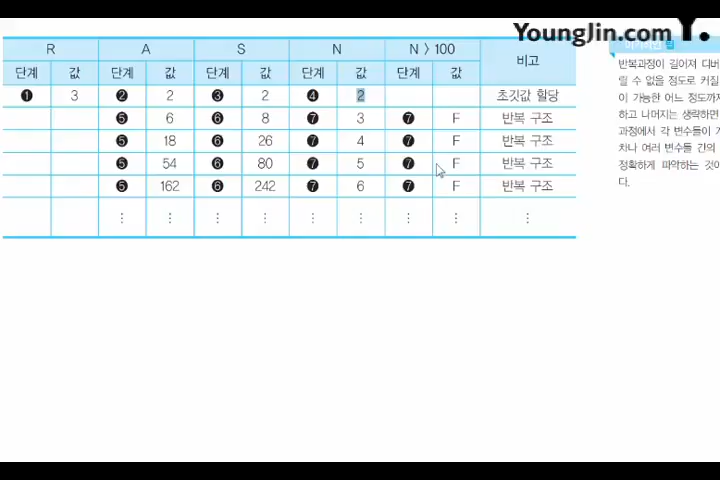 YoungJin.com Y.
R A S N N > 100 비고
단계 값 단계 값 단계 값 단계 값 단계 값
❶ 3 ❷ 2 ❸ 2 ❹ 2 초깃값 할당
❺ 6 ❻ 8 ❼ 3 ❼ F 반복 구조
❺ 18 ❻ 26 ❼ 4 ❼ F 반복 구조
❺ 54 ❻ 80 ❼ 5 ❼ F 반복 구조
❺ 162 ❻ 242 ❼ 6 ❼ F 반복 구조
⋮ ⋮ ⋮ ⋮ ⋮ ⋮ ⋮ ⋮ ⋮
반복과정이 길어져 디버
릴 수 없을 정도로 커질
이 가능한 어느 정도까지
하고 나머지는 생략하면
과정에서 각 변수들이
차나 여러 변수들 간의
정확하게 파악하는 것이
다.